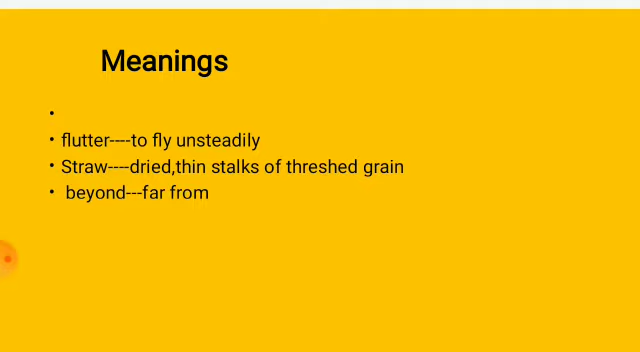 Meanings
•
• flutter----to fly unsteadily
• Straw----dried,thin stalks of threshed grain
• beyond---far from